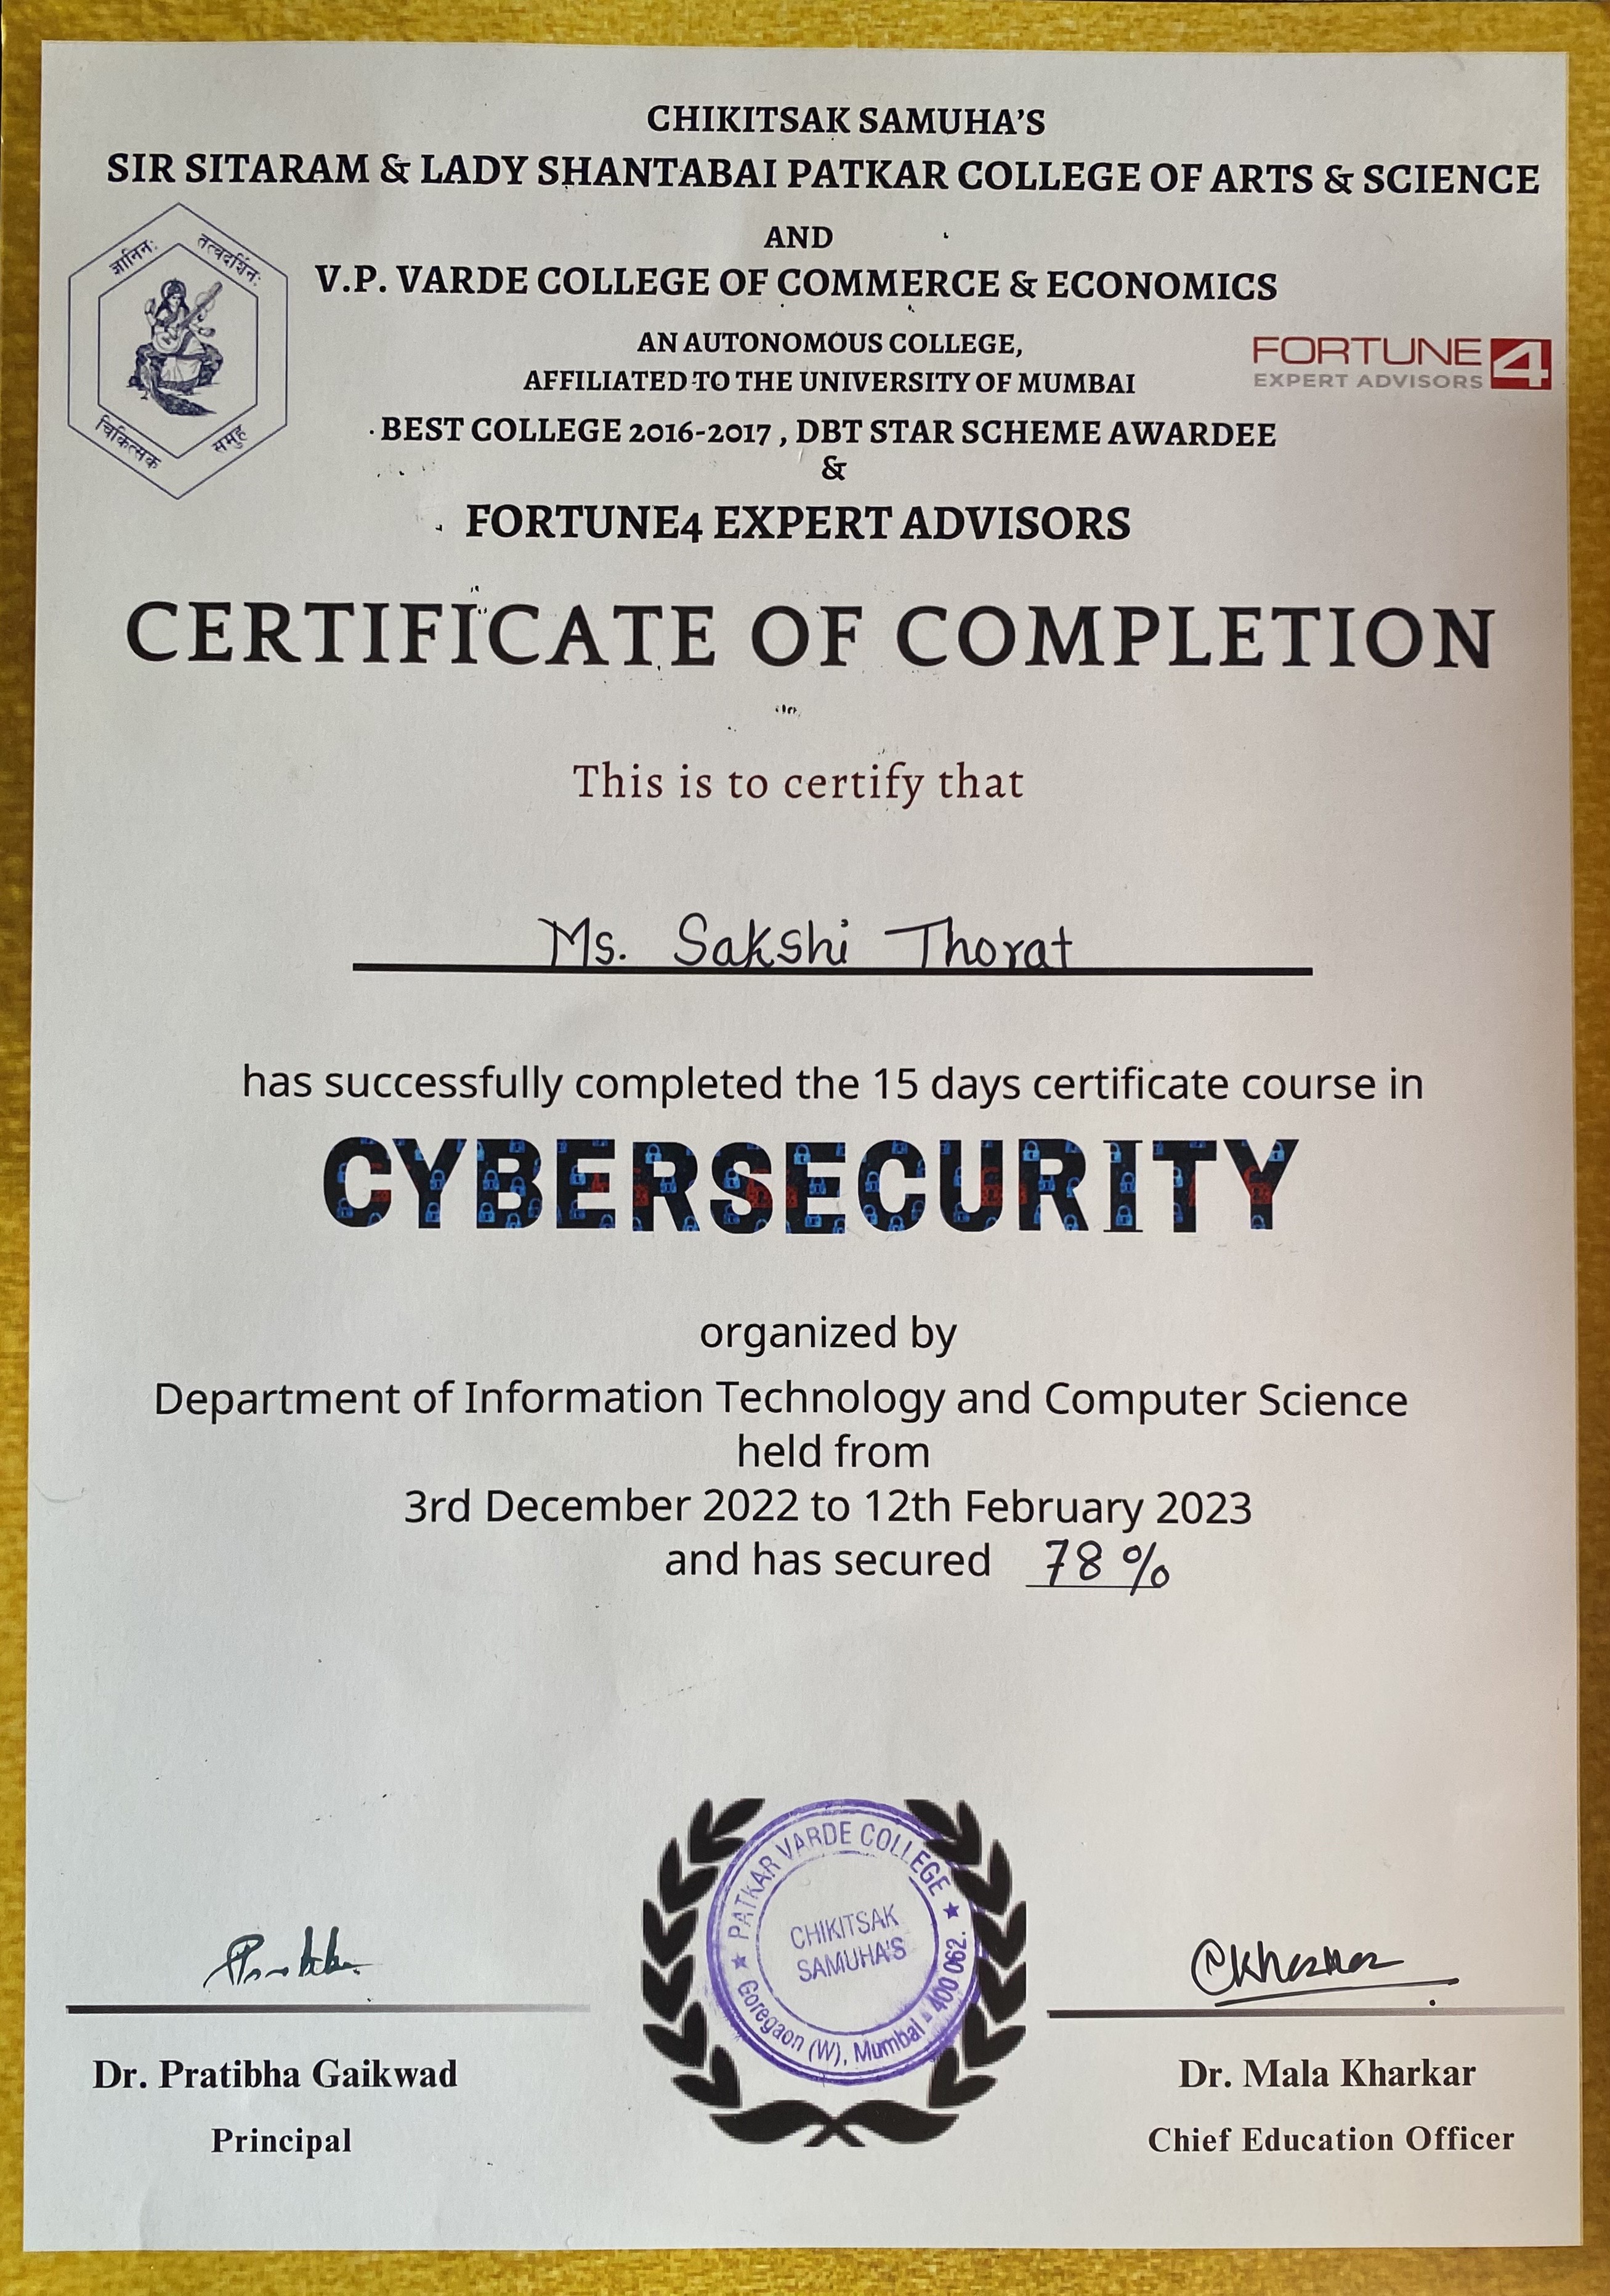 CHIKITSAK SAMUHA'S
SIR SITARAM & LADY SHANTABAI PATKAR COLLEGE OF ARTS & SCIENCE
AND
V.P. VARDE COLLEGE OF COMMERCE & ECONOMICS
AN AUTONOMOUS COLLEGE,
AFFILIATED TO THE UNIVERSITY OF MUMBAI
BEST COLLEGE 2016-2017 , DBT STAR SCHEME AWARDEE
&
FORTUNE4 EXPERT ADVISORS
ज्ञानिनः
तत्वदर्शिनः
चिकित्सक
समुह
FORTUNE 4
EXPERT ADVISORS
CERTIFICATE OF COMPLETION
This is to certify that
Ms. Sakshi Thorat
has successfully completed the 15 days certificate course in
CYBERSECURITY
organized by
Department of Information Technology and Computer Science
held from
3rd December 2022 to 12th February 2023
and has secured 78%
PATKAR VARDE COLLEGE
CHIKITSAK
SAMUHA'S
Goregaon (W), Mumbai - 400 062.
Dr. Pratibha Gaikwad
Principal
Dr. Mala Kharkar
Chief Education Officer